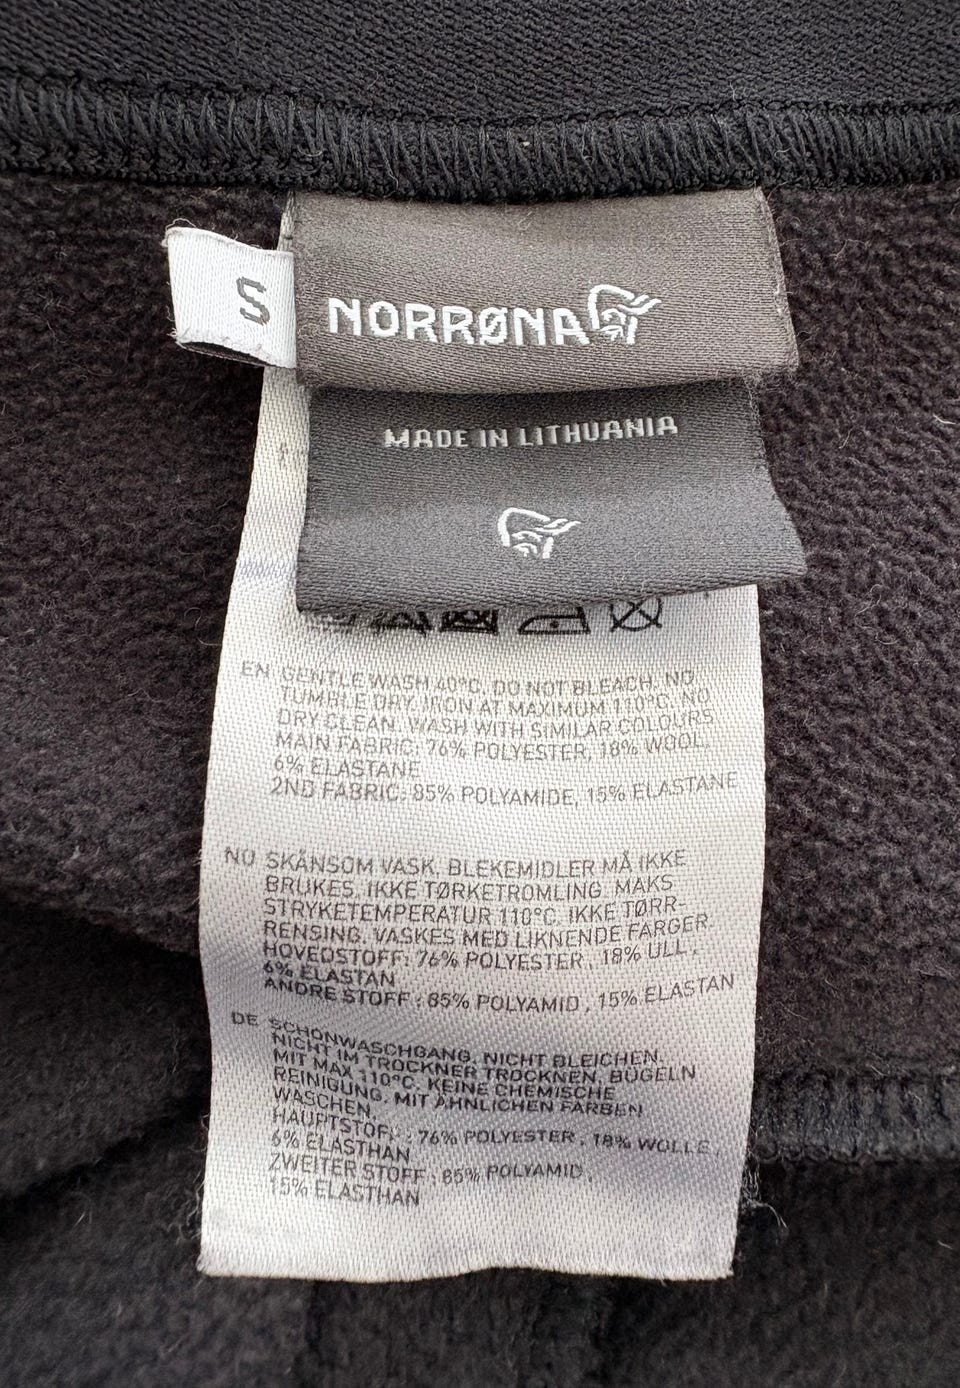 S
NORRØNA
MADE IN LITHUANIA
EN GENTLE WASH 40°C. DO NOT BLEACH. NO
TUMBLE DRY. IRON AT MAXIMUM 110°C. NO
DRY CLEAN. WASH WITH SIMILAR COLOURS
MAIN FABRIC: 76% POLYESTER, 18% WOOL,
6% ELASTANE
2ND FABRIC: 85% POLYAMIDE, 15% ELASTANE
NO SKÅNSOM VASK. BLEKEMIDLER MÅ IKKE
BRUKES. IKKE TØRKETROMLING. MAKS
STRYKETEMPERATUR 110°C. IKKE TØRR-
RENSING. VASKES MED LIKNENDE FARGER.
HOVEDSTOFF: 76% POLYESTER, 18% ULL,
6% ELASTAN
ANDRE STOFF: 85% POLYAMID, 15% ELASTAN
DE SCHONWASCHGANG. NICHT BLEICHEN.
NICHT IM TROCKNER TROCKNEN. BÜGELN
MIT MAX 110°C. KEINE CHEMISCHE
REINIGUNG. MIT ÄHNLICHEN FARBEN
WASCHEN.
HAUPTSTOFF: 76% POLYESTER, 18% WOLLE,
6% ELASTHAN
ZWEITER STOFF: 85% POLYAMID,
15% ELASTHAN